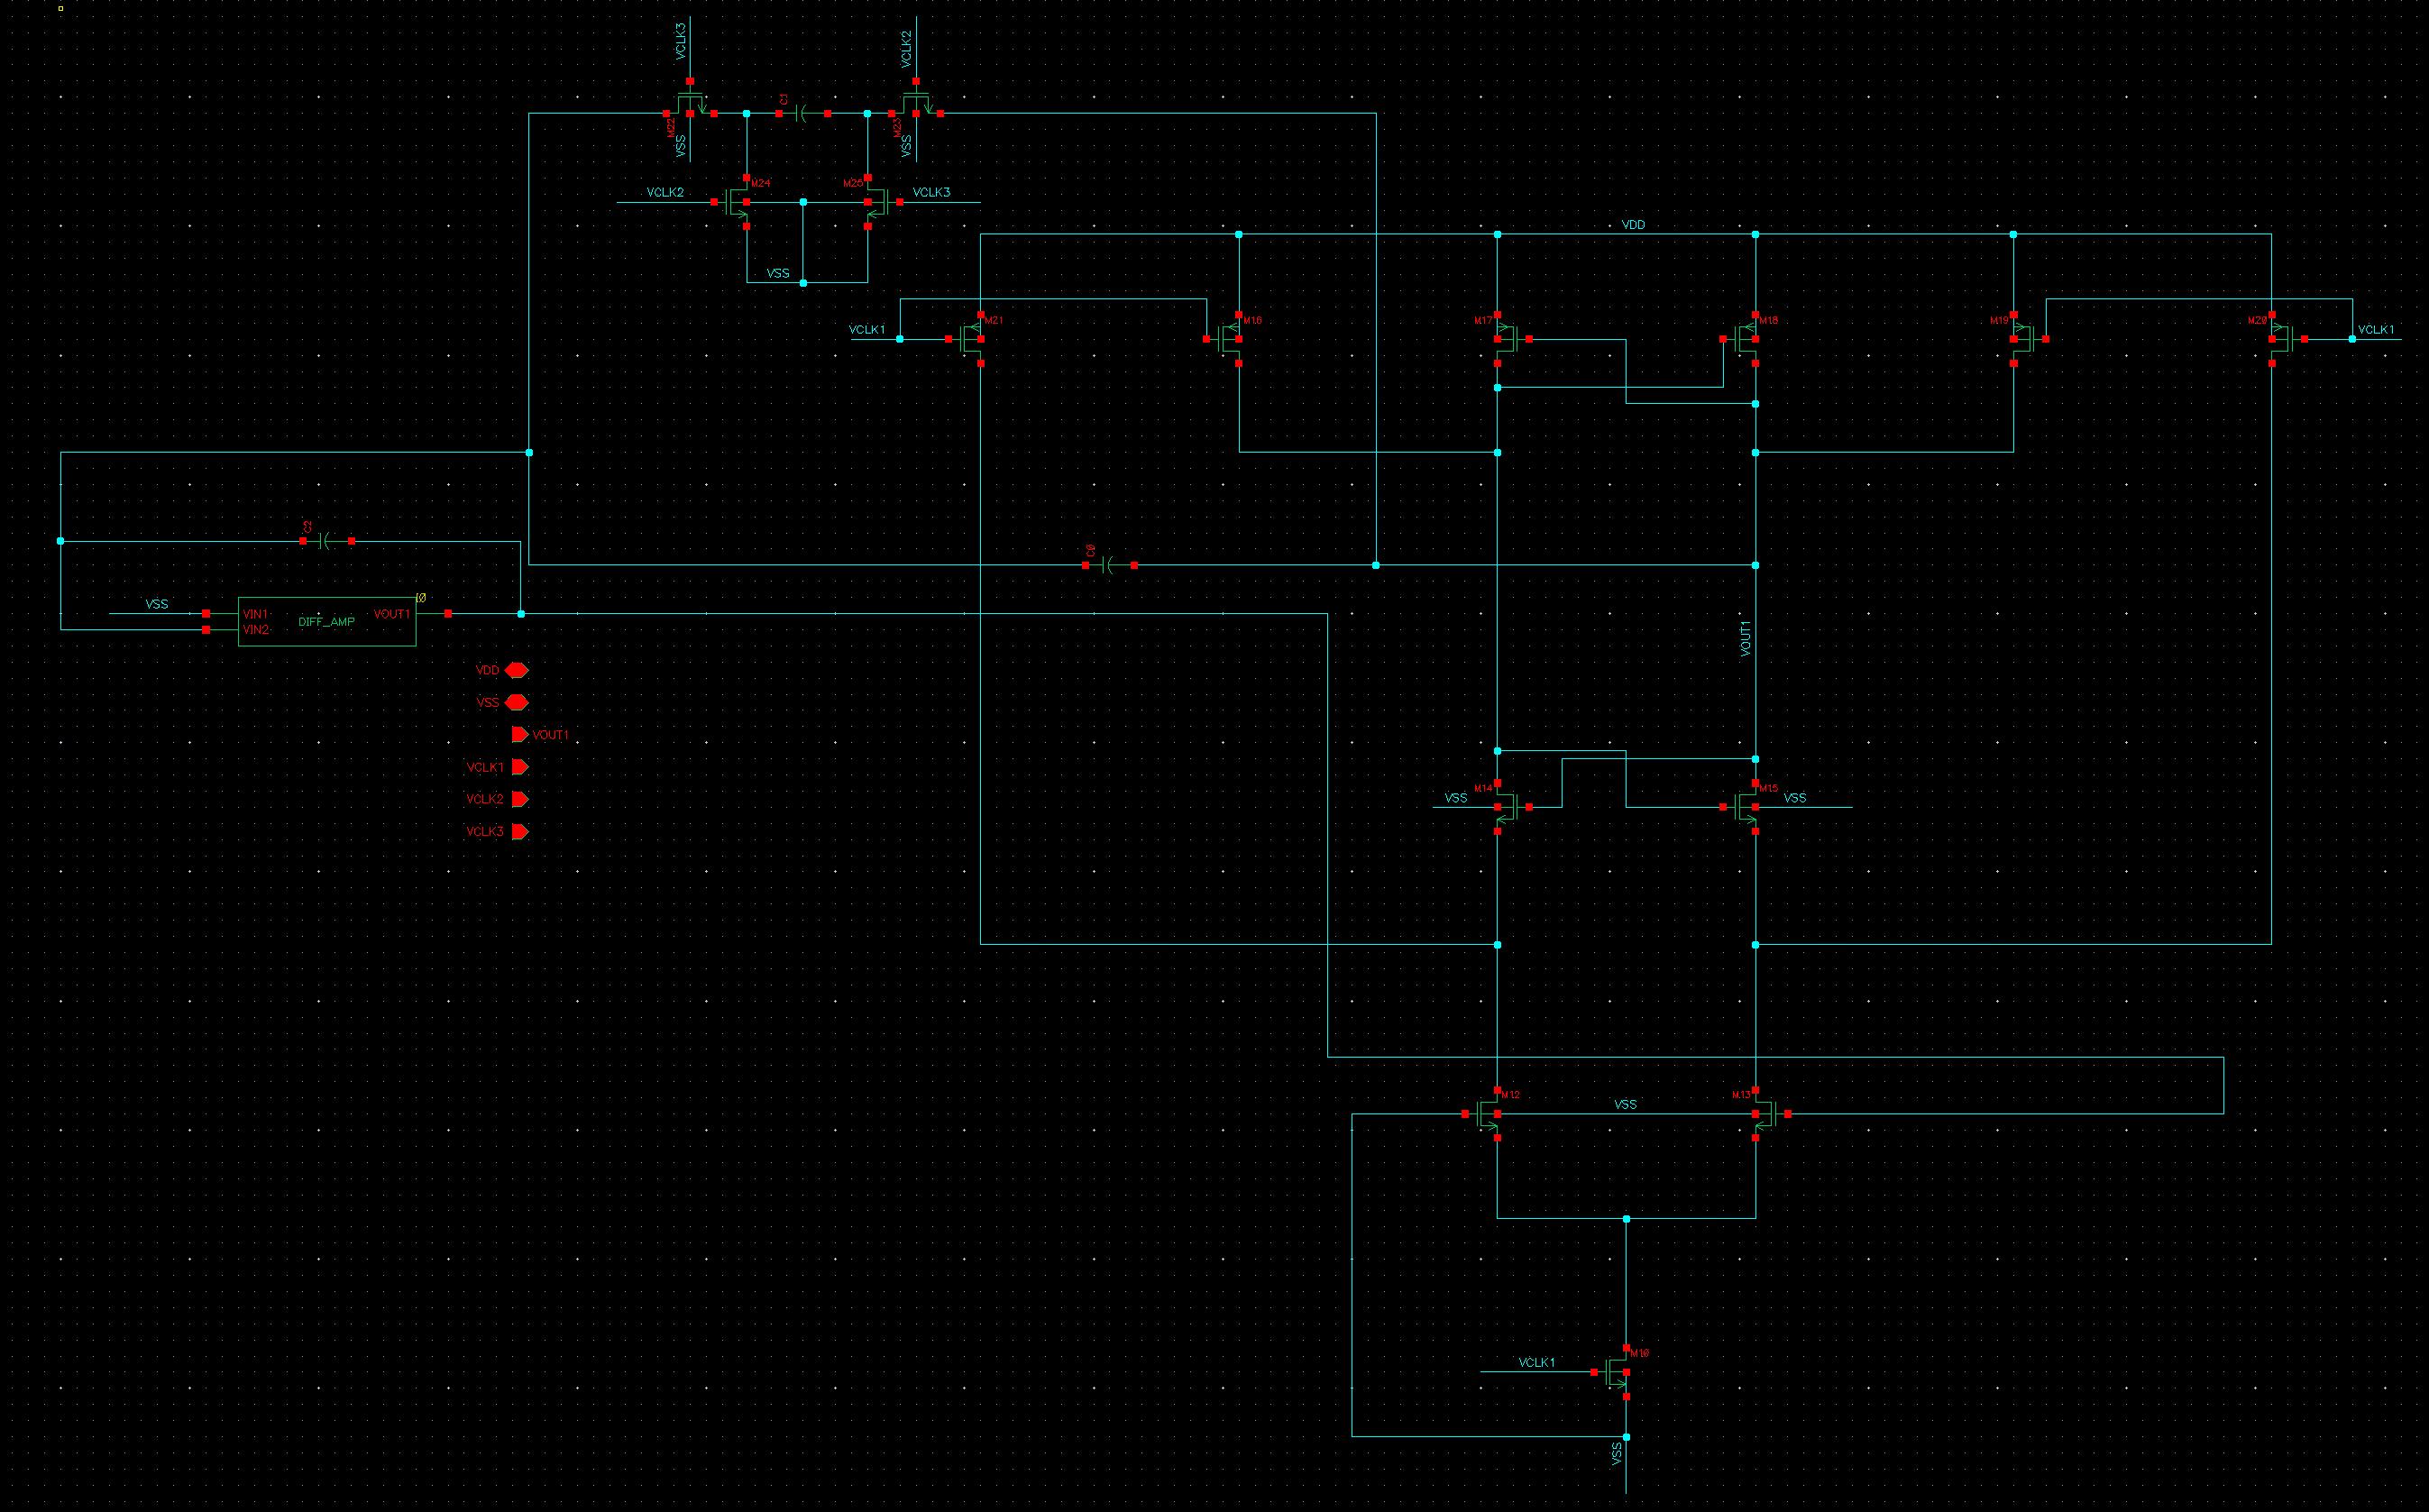 VCLK3
VCLK2
C1
M22
VSS
M23
VSS
M24
M25
VCLK2
VCLK3
VSS
VDD
VCLK1
M21
M16
M17
M18
M19
M20
VCLK1
C2
C0
VSS
VIN1
VIN2
DIFF_AMP
VOUT1
I0
VOUT1
VDD
VSS
VOUT1
VCLK1
VCLK2
VCLK3
VSS
M14
M15
VSS
M12
VSS
M13
VCLK1
M10
VSS